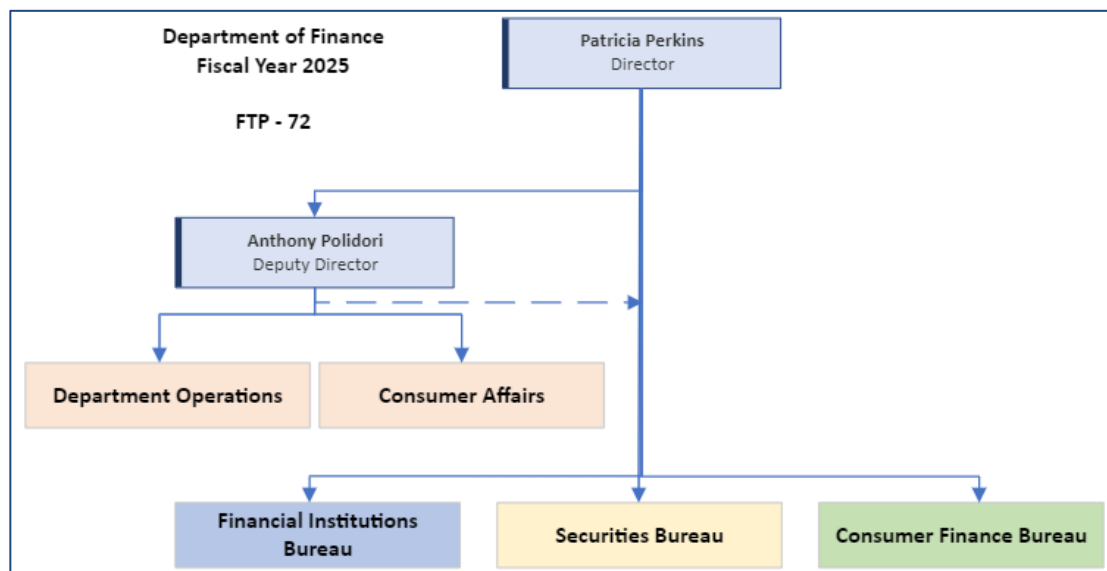 Department of Finance
Fiscal Year 2025
FTP - 72
Patricia Perkins
Director
Anthony Polidori
Deputy Director
Department Operations
Consumer Affairs
Financial Institutions
Bureau
Securities Bureau
Consumer Finance Bureau